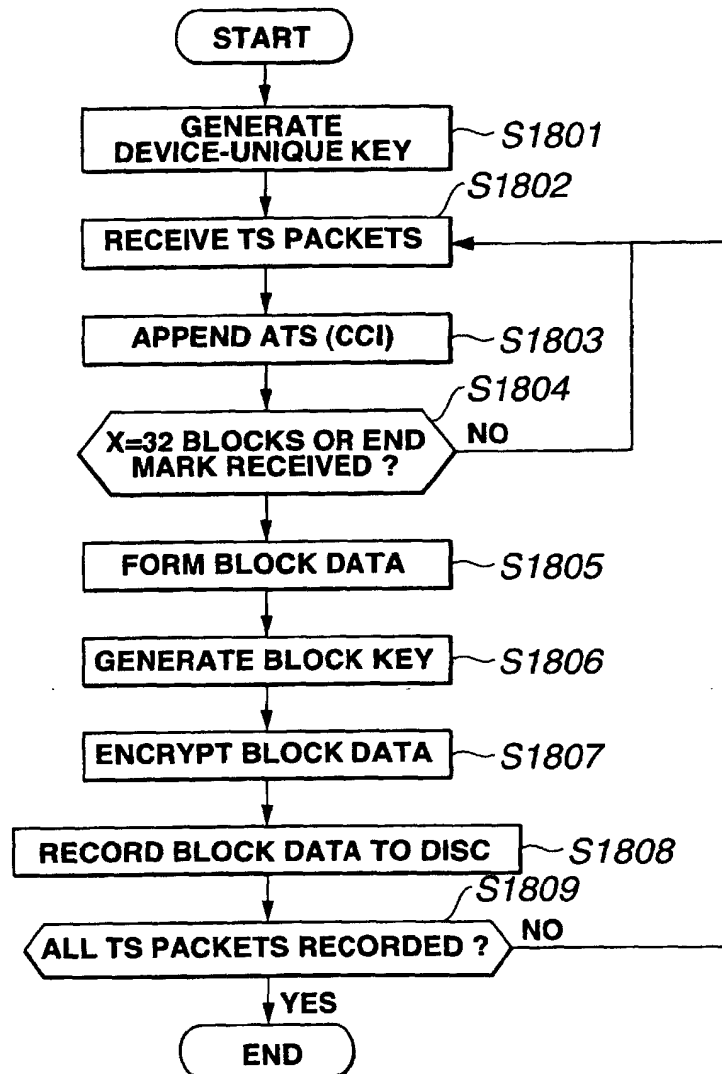 START
GENERATE
DEVICE-UNIQUE KEY
S1801
S1802
RECEIVE TS PACKETS
APPEND ATS (CCI)
S1803
S1804
X=32 BLOCKS OR END
MARK RECEIVED ?
NO
FORM BLOCK DATA
S1805
GENERATE BLOCK KEY
S1806
ENCRYPT BLOCK DATA
S1807
RECORD BLOCK DATA TO DISC
S1808
S1809
ALL TS PACKETS RECORDED ?
NO
YES
END